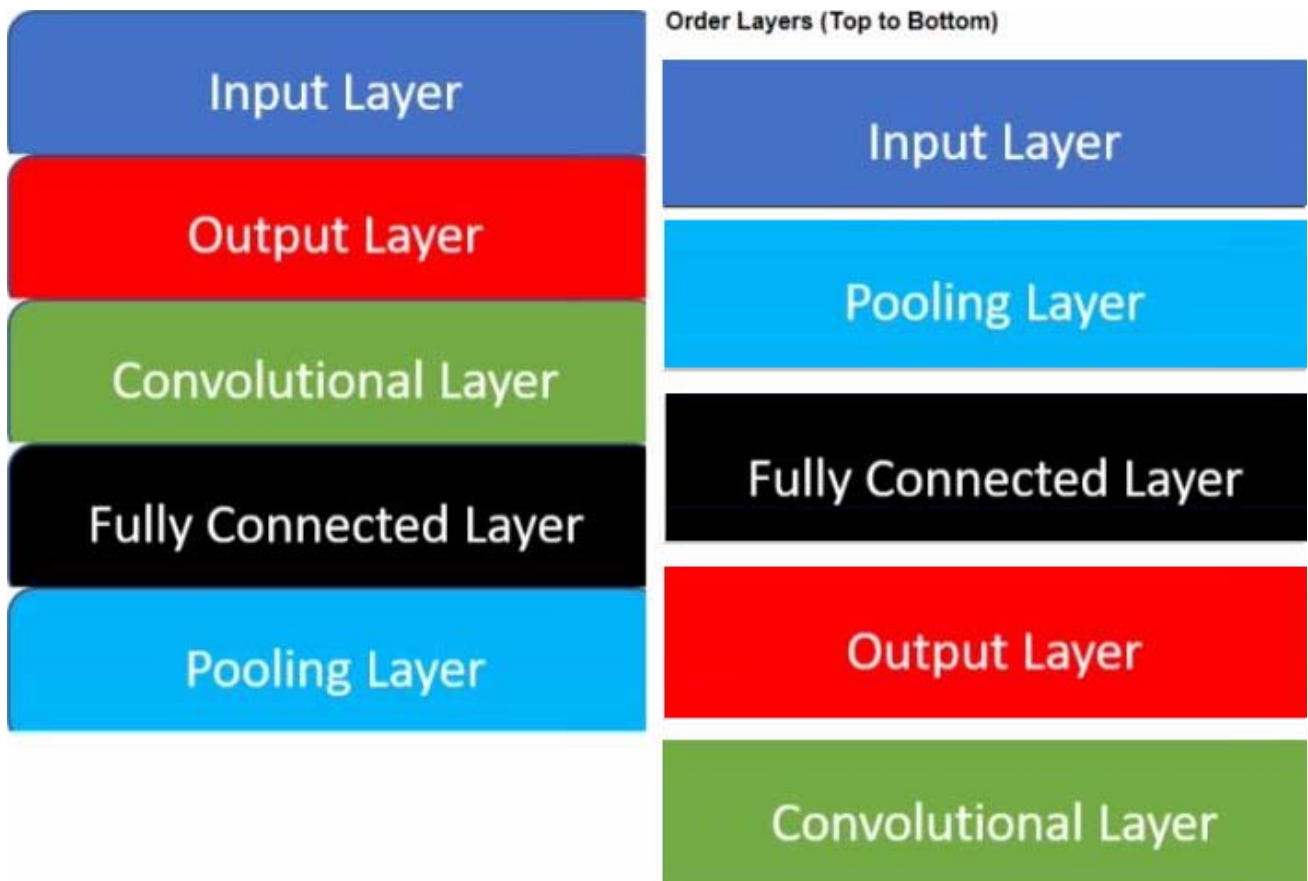 Input Layer
Output Layer
Convolutional Layer
Fully Connected Layer
Pooling Layer
Order Layers (Top to Bottom)
Input Layer
Pooling Layer
Fully Connected Layer
Output Layer
Convolutional Layer